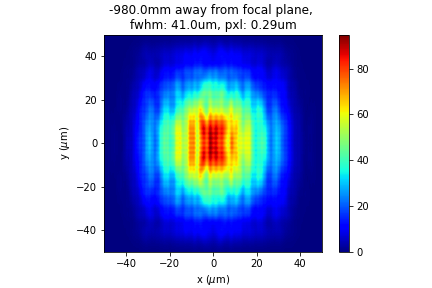 -980.0mm away from focal plane,
fwhm: 41.0um, pxl: 0.29um
40
20
0
−20
−40
y (μm)
−40 −20 0 20 40
x (μm)
80
60
40
20
0